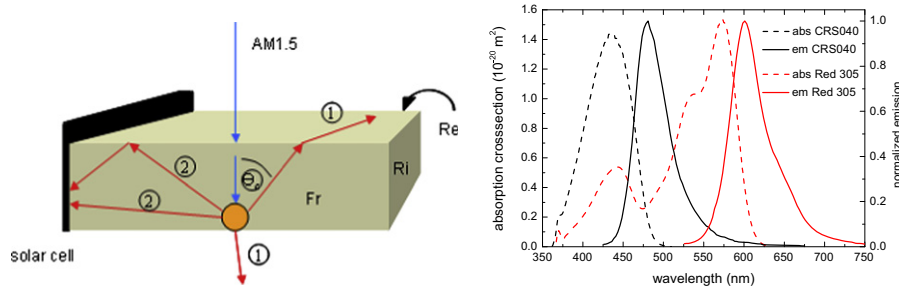 AM1.5
①
Re
②
Θc
Ri
②
Fr
①
solar cell
absorption crosssection (10⁻²⁰ m²)
1.6
1.4
1.2
1.0
0.8
0.6
0.4
0.2
0.0
abs CRS040
em CRS040
abs Red 305
em Red 305
1.0
0.8
0.6
0.4
0.2
0.0
normalized emission
350 400 450 500 550 600 650 700 750
wavelength (nm)